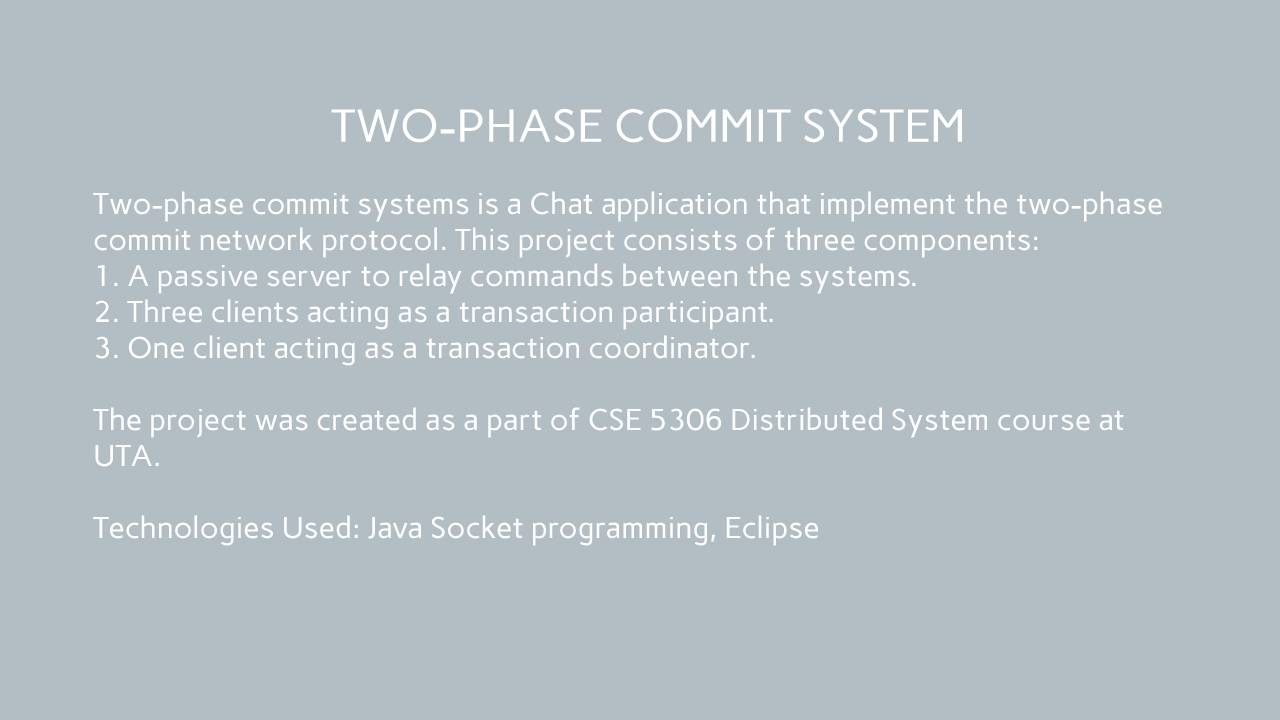 TWO-PHASE COMMIT SYSTEM
Two-phase commit systems is a Chat application that implement the two-phase
commit network protocol. This project consists of three components:
1. A passive server to relay commands between the systems.
2. Three clients acting as a transaction participant.
3. One client acting as a transaction coordinator.
The project was created as a part of CSE 5306 Distributed System course at
UTA.
Technologies Used: Java Socket programming, Eclipse